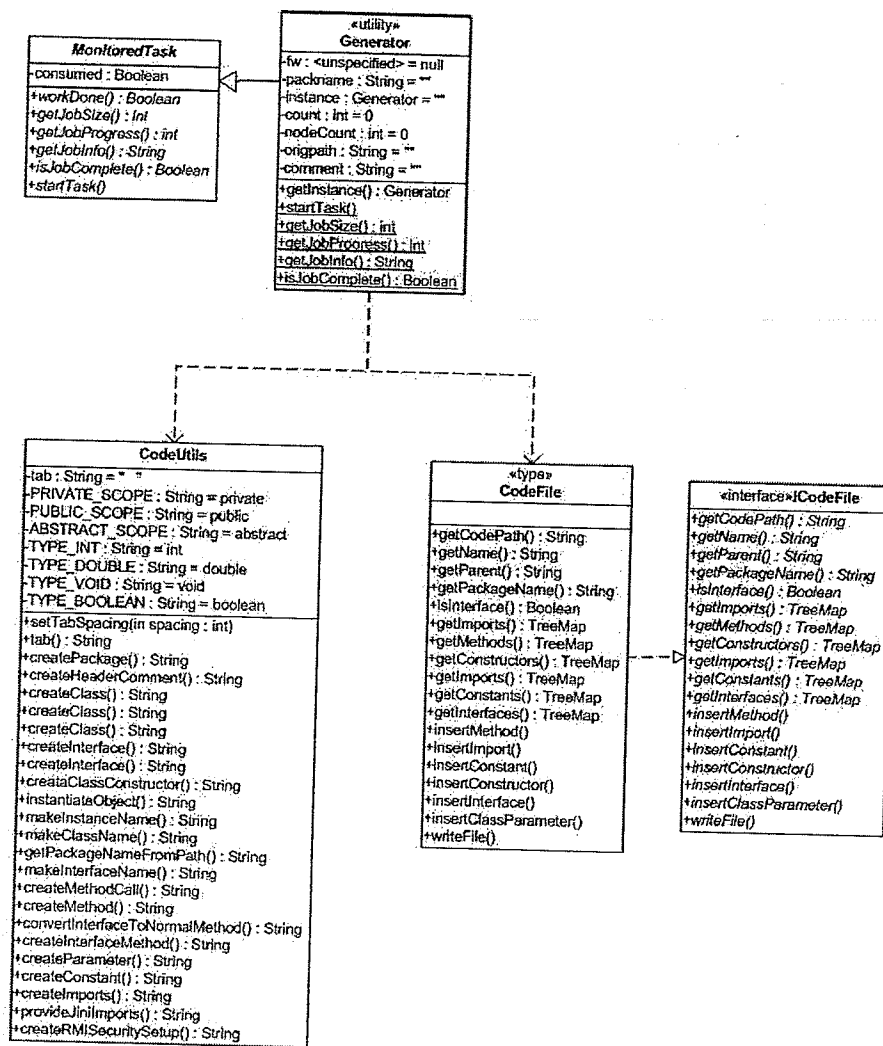 MonitoredTask
-consumed : Boolean
+workDone() : Boolean
+getJobSize() : int
+getJobProgress() : int
+getJobInfo() : String
+isJobComplete() : Boolean
+startTask()
«utility»
Generator
-fw : <unspecified> = null
-packname : String = ""
-instance : Generator = ""
-count : int = 0
-nodeCount : int = 0
-origpath : String = ""
-comment : String = ""
+getInstance() : Generator
+startTask()
+getJobSize() : int
+getJobProgress() : int
+getJobInfo() : String
+isJobComplete() : Boolean
CodeUtils
-tab : String = " "
-PRIVATE_SCOPE : String = private
-PUBLIC_SCOPE : String = public
-ABSTRACT_SCOPE : String = abstract
-TYPE_INT : String = int
-TYPE_DOUBLE : String = double
-TYPE_VOID : String = void
-TYPE_BOOLEAN : String = boolean
+setTabSpacing(in spacing : int)
+tab() : String
+createPackage() : String
+createHeaderComment() : String
+createClass() : String
+createClass() : String
+createClass() : String
+createInterface() : String
+createInterface() : String
+creataClassConstructor() : String
+instantiateObject() : String
+makeInstanceName() : String
+makeClassName() : String
+getPackageNameFromPath() : String
+makeInterfaceName() : String
+createMethodCall() : String
+createMethod() : String
+convertInterfaceToNormalMethod() : String
+createInterfaceMethod() : String
+createParameter() : String
+createConstant() : String
+createImports() : String
+provideJiniImports() : String
+createRMISecuritySetup() : String
«type»
CodeFile
+getCodePath() : String
+getName() : String
+getParent() : String
+getPackageName() : String
+isInterface() : Boolean
+getImports() : TreeMap
+getMethods() : TreeMap
+getConstructors() : TreeMap
+getImports() : TreeMap
+getConstants() : TreeMap
+getInterfaces() : TreeMap
+insertMethod()
+insertImport()
+insertConstant()
+insertConstructor()
+insertInterface()
+insertClassParameter()
+writeFile()
«interface»ICodeFile
+getCodePath() : String
+getName() : String
+getParent() : String
+getPackageName() : String
+isInterface() : Boolean
+getImports() : TreeMap
+getMethods() : TreeMap
+getConstructors() : TreeMap
+getImports() : TreeMap
+getConstants() : TreeMap
+getInterfaces() : TreeMap
+insertMethod()
+insertImport()
+insertConstant()
+insertConstructor()
+insertInterface()
+insertClassParameter()
+writeFile()